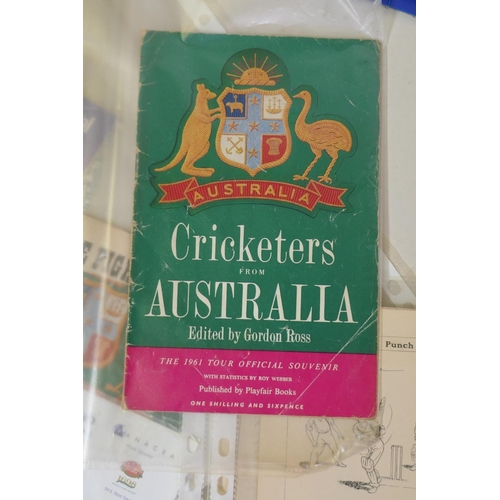 AUSTRALIA
Cricketers
FROM
AUSTRALIA
Edited by Gordon Ross
THE 1961 TOUR OFFICIAL SOUVENIR
WITH STATISTICS BY ROY WEBBER
Published by Playfair Books
ONE SHILLING AND SIXPENCE
Punch